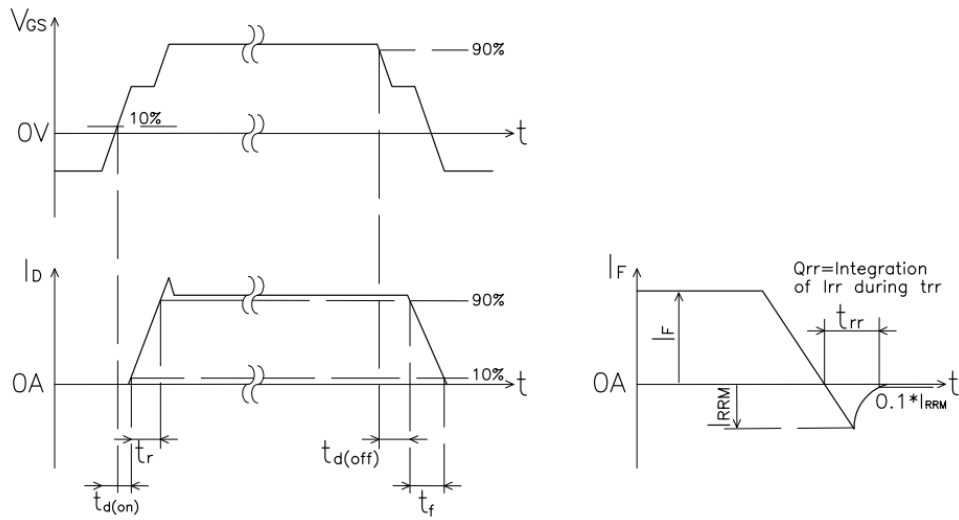 VGS
90%
10%
0V
t
ID
90%
10%
0A
t
tr
td(off)
td(on)
tf
IF
Qrr=Integration
of Irr during trr
trr
IF
0A
t
IRRM
0.1*IRRM